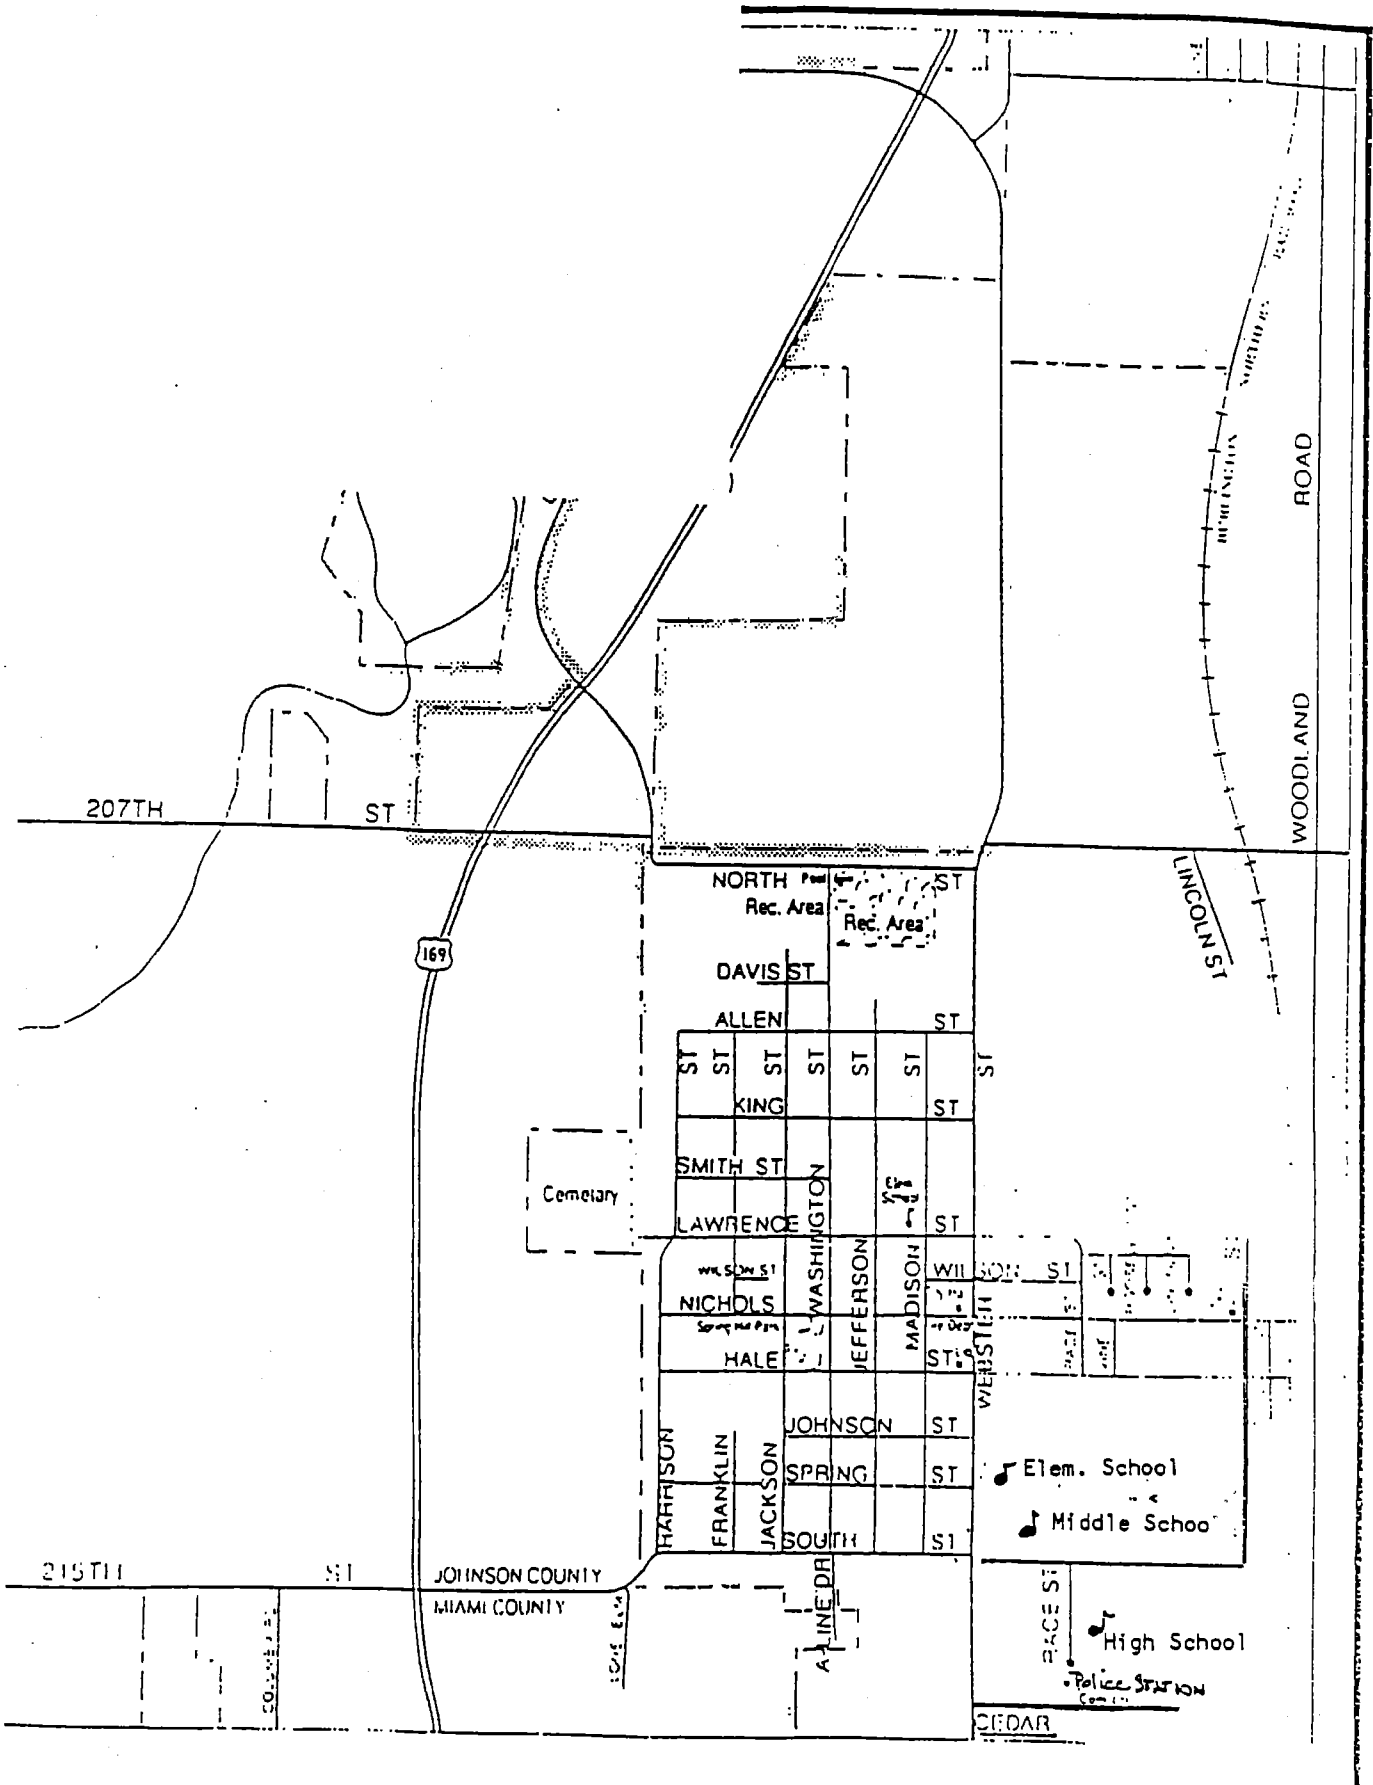 ROAD
WOODLAND
207TH ST
LINCOLN ST
NORTH ST
Rec. Area
Rec. Area
169
DAVIS ST
ALLEN ST
ST ST ST ST ST ST ST
KING ST
SMITH ST
Cemetary
Elem
School
LAWRENCE ST
WASHINGTON
JEFFERSON
MADISON
WEBSTER
WILSON ST
WILSON ST
NICHOLS
HALE ST
JOHNSON ST
HARRISON
FRANKLIN
JACKSON
SPRING ST
Elem. School
Middle School
SOUTH ST
215TH ST
JOHNSON COUNTY
MIAMI COUNTY
RACE ST
High School
Police STATION
CEDAR